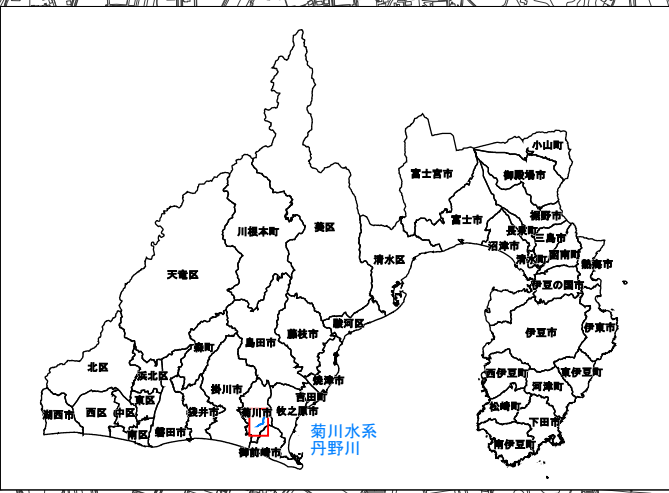 小山町
富士宮市
御殿場市
裾野市
富士市
長泉町
三島市
沼津市
清水町
函南町
熱海市
川根本町
葵区
清水区
天竜区
伊豆の国市
駿河区
伊豆市
伊東市
藤枝市
島田市
森町
北区
浜北区
西伊豆町
東伊豆町
焼津市
河津町
掛川市
吉田町
東区
湖西市
西区
中区
袋井市
菊川市
牧之原市
松崎町
下田市
南区
磐田市
菊川水系
丹野川
御前崎市
南伊豆町